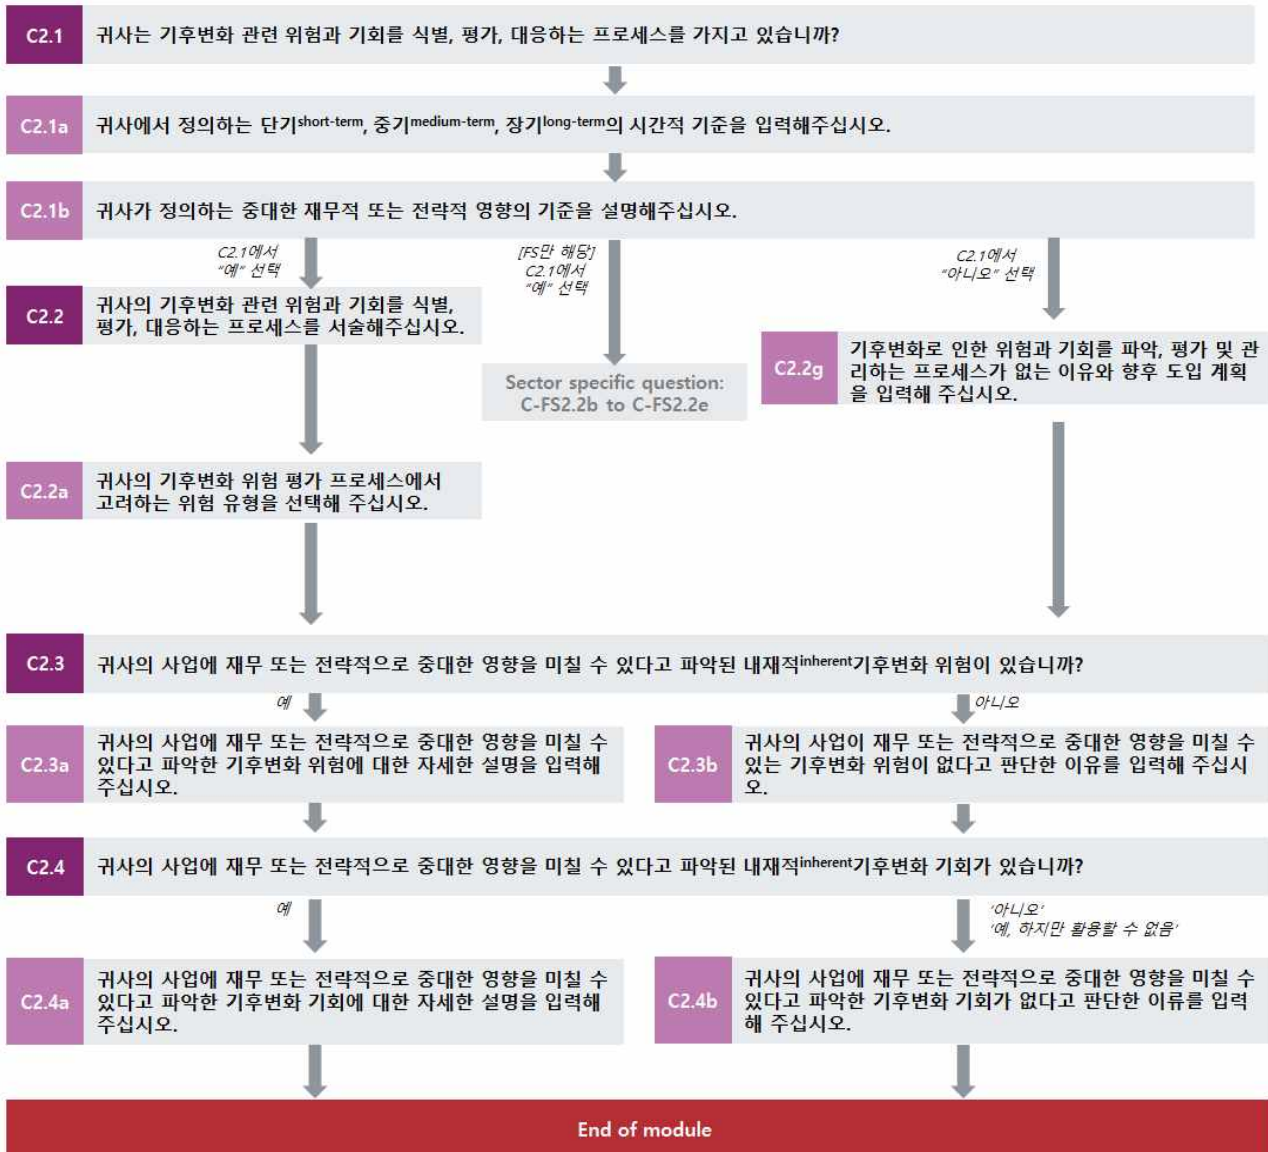 C2.1
귀사는 기후변화 관련 위험과 기회를 식별, 평가, 대응하는 프로세스를 가지고 있습니까?
C2.1a
귀사에서 정의하는 단기short-term, 중기medium-term, 장기long-term의 시간적 기준을 입력해주십시오.
C2.1b
귀사가 정의하는 중대한 재무적 또는 전략적 영향의 기준을 설명해주십시오.
C2.1에서
“예” 선택
[FS만 해당]
C2.1에서
“예” 선택
C2.1에서
“아니오” 선택
C2.2
귀사의 기후변화 관련 위험과 기회를 식별,
평가, 대응하는 프로세스를 서술해주십시오.
Sector specific question:
C-FS2.2b to C-FS2.2e
C2.2g
기후변화로 인한 위험과 기회를 파악, 평가 및 관
리하는 프로세스가 없는 이유와 향후 도입 계획
을 입력해 주십시오.
C2.2a
귀사의 기후변화 위험 평가 프로세스에서
고려하는 위험 유형을 선택해 주십시오.
C2.3
귀사의 사업에 재무 또는 전략적으로 중대한 영향을 미칠 수 있다고 파악된 내재적inherent기후변화 위험이 있습니까?
예
아니오
C2.3a
귀사의 사업에 재무 또는 전략적으로 중대한 영향을 미칠 수
있다고 파악한 기후변화 위험에 대한 자세한 설명을 입력해
주십시오.
C2.3b
귀사의 사업이 재무 또는 전략적으로 중대한 영향을 미칠 수
있는 기후변화 위험이 없다고 판단한 이유를 입력해 주십시
오.
C2.4
귀사의 사업에 재무 또는 전략적으로 중대한 영향을 미칠 수 있다고 파악된 내재적inherent기후변화 기회가 있습니까?
예
‘아니오’
‘예, 하지만 활용할 수 없음’
C2.4a
귀사의 사업에 재무 또는 전략적으로 중대한 영향을 미칠 수
있다고 파악한 기후변화 기회에 대한 자세한 설명을 입력해
주십시오.
C2.4b
귀사의 사업에 재무 또는 전략적으로 중대한 영향을 미칠 수
있다고 파악한 기후변화 기회가 없다고 판단한 이류를 입력
해 주십시오.
End of module